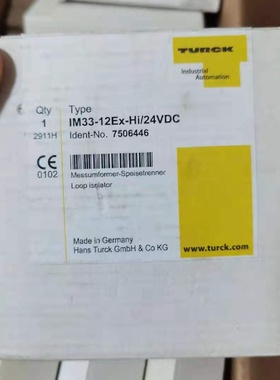 TURCK
Industrial
Automation
Qty Type
1 IM33-12Ex-Hi/24VDC
2911H Ident-No. 7506446
CE
0102
Messumformer-Speisetrenner
Loop isolator
Made in Germany
Hans Turck GmbH & Co KG
www.turck.com